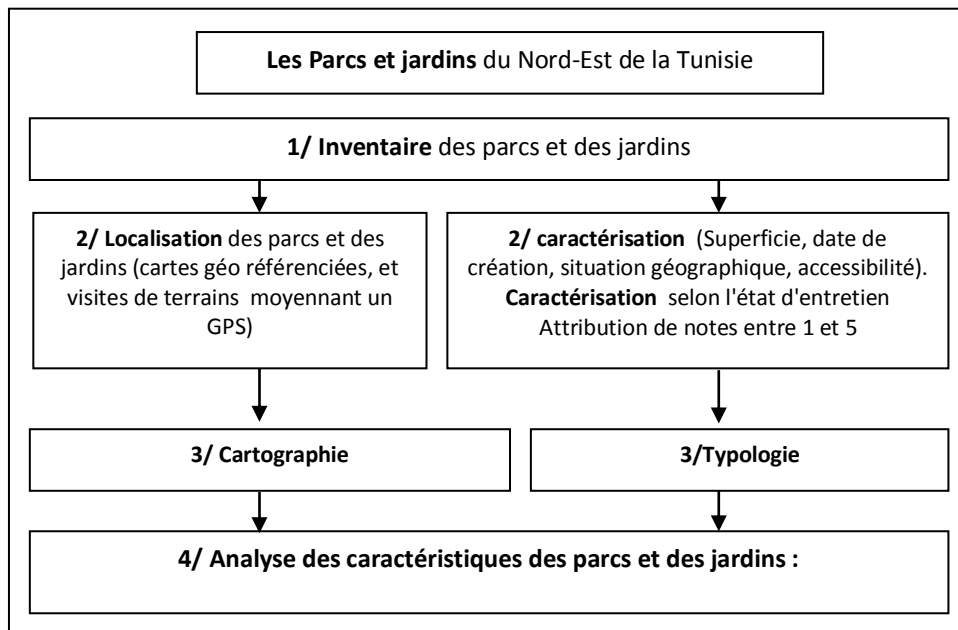 Les Parcs et jardins du Nord-Est de la Tunisie
1/ Inventaire des parcs et des jardins
2/ Localisation des parcs et des
jardins (cartes géo référenciées, et
visites de terrains moyennant un
GPS)
2/ caractérisation (Superficie, date de
création, situation géographique, accessibilité).
Caractérisation selon l'état d'entretien
Attribution de notes entre 1 et 5
3/ Cartographie
3/Typologie
4/ Analyse des caractéristiques des parcs et des jardins :